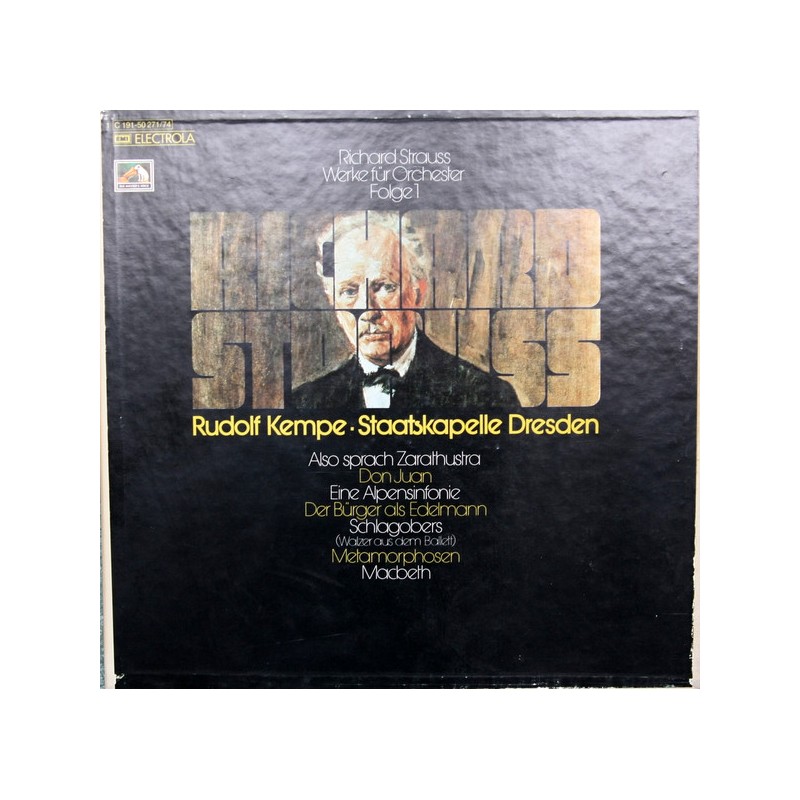 C 191-50 271/74
EMI ELECTROLA
Richard Strauss
Werke für Orchester
Folge 1
RICHARD
STRAUSS
Rudolf Kempe · Staatskapelle Dresden
Also sprach Zarathustra
Don Juan
Eine Alpensinfonie
Der Bürger als Edelmann
Schlagobers
(Walzer aus dem Ballett)
Metamorphosen
Macbeth